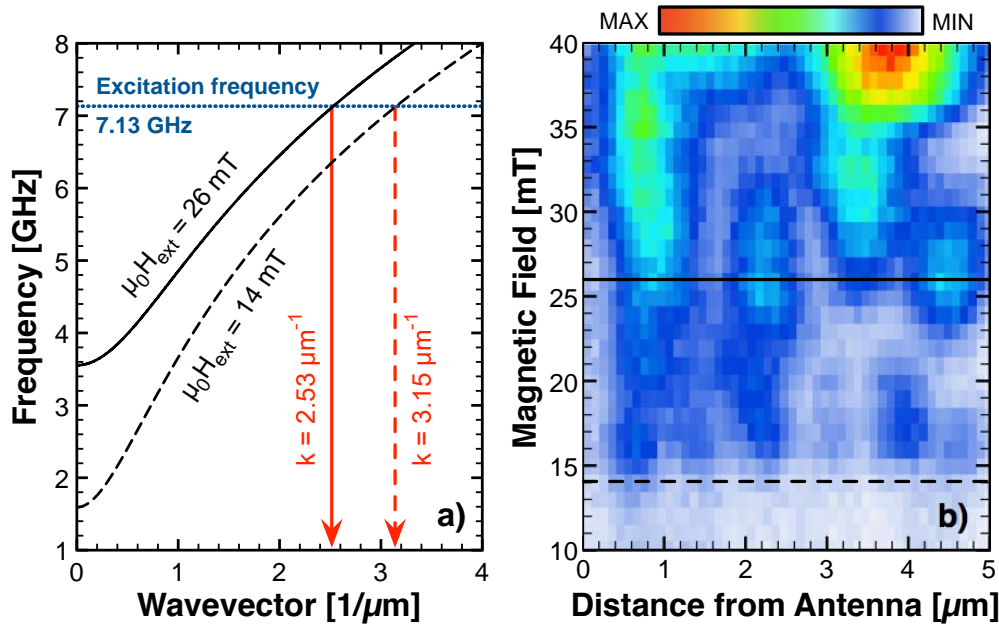 MAX MIN
8
7
6
5
4
3
2
1
Frequency [GHz]
Excitation frequency
7.13 GHz
μ₀Hₑₓₜ = 26 mT
μ₀Hₑₓₜ = 14 mT
k = 2.53 μm⁻¹
k = 3.15 μm⁻¹
a)
0 1 2 3 4
Wavevector [1/μm]
40
35
30
25
20
15
10
Magnetic Field [mT]
b)
0 1 2 3 4 5
Distance from Antenna [μm]